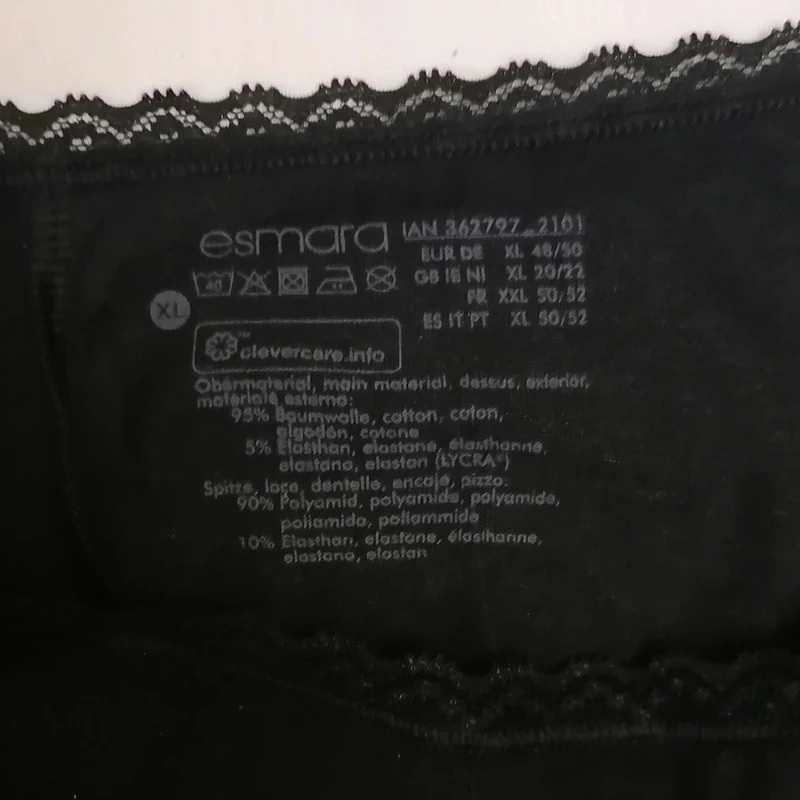 esmara
IAN 362797_2101
EUR DE XL 48/50
GB IE NI XL 20/22
FR XXL 50/52
ES IT PT XL 50/52
40
XL
clevercare.info
Obermaterial, main material, dessus, exterior,
materiale esterno:
95% Baumwolle, cotton, coton,
algodón, cotone
5% Elasthan, elastane, élasthanne,
elastano, elastan (LYCRA®)
Spitze, lace, dentelle, encaje, pizzo:
90% Polyamid, polyamide, polyamide,
poliamida, poliammide
10% Elasthan, elastane, élasthanne,
elastano, elastan